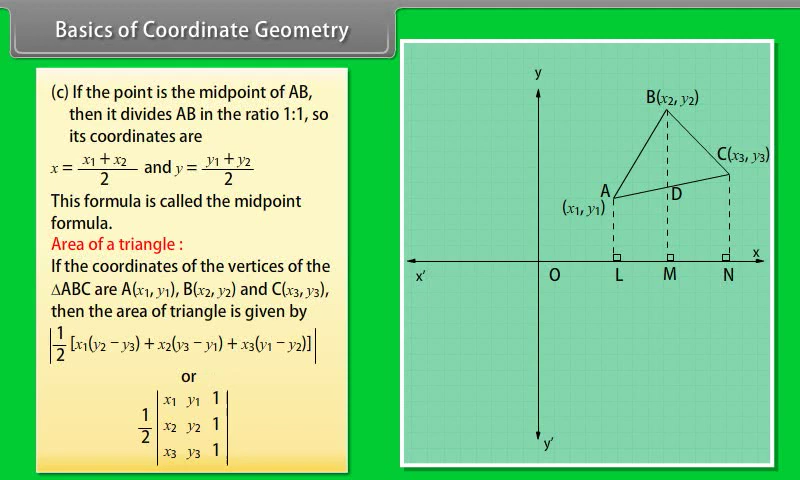 Basics of Coordinate Geometry
(c) If the point is the midpoint of AB,
then it divides AB in the ratio 1:1, so
its coordinates are
x = (x₁ + x₂)/2 and y = (y₁ + y₂)/2
This formula is called the midpoint
formula.
Area of a triangle :
If the coordinates of the vertices of the
ΔABC are A(x₁, y₁), B(x₂, y₂) and C(x₃, y₃),
then the area of triangle is given by
|1/2 [x₁(y₂ − y₃) + x₂(y₃ − y₁) + x₃(y₁ − y₂)]|
or
1/2 | x₁ y₁ 1 |
| x₂ y₂ 1 |
| x₃ y₃ 1 |
y
B(x₂, y₂)
C(x₃, y₃)
A
D
(x₁, y₁)
x
x′
O
L
M
N
y′